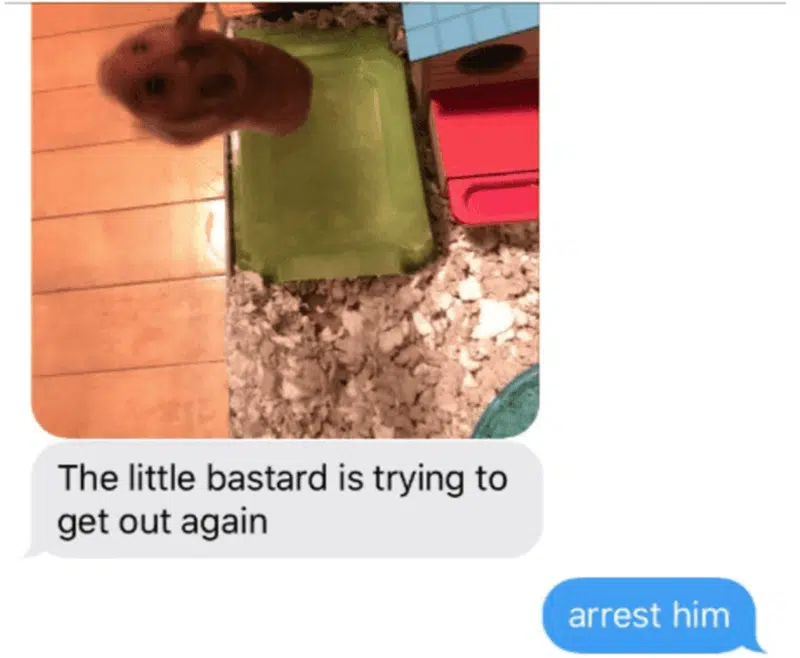 The little bastard is trying to
get out again
arrest him